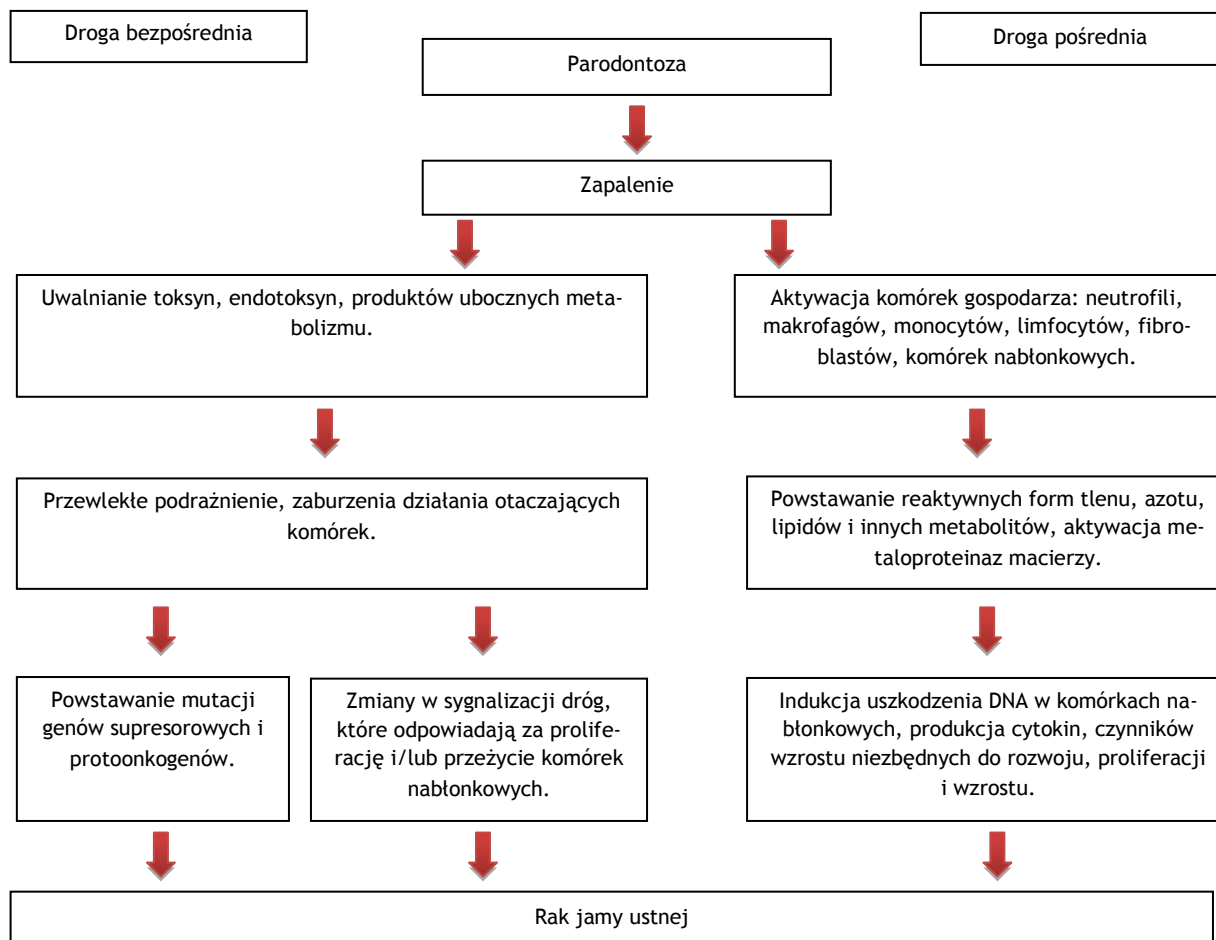 Droga bezpośrednia
Droga pośrednia
Parodontoza
Zapalenie
Uwalnianie toksyn, endotoksyn, produktów ubocznych meta-
bolizmu.
Aktywacja komórek gospodarza: neutrofili,
makrofagów, monocytów, limfocytów, fibro-
blastów, komórek nabłonkowych.
Przewlekłe podrażnienie, zaburzenia działania otaczających
komórek.
Powstawanie reaktywnych form tlenu, azotu,
lipidów i innych metabolitów, aktywacja me-
taloproteinaz macierzy.
Powstawanie mutacji
genów supresorowych i
protoonkogenów.
Zmiany w sygnalizacji dróg,
które odpowiadają za prolife-
rację i/lub przeżycie komórek
nabłonkowych.
Indukcja uszkodzenia DNA w komórkach na-
błonkowych, produkcja cytokin, czynników
wzrostu niezbędnych do rozwoju, proliferacji
i wzrostu.
Rak jamy ustnej